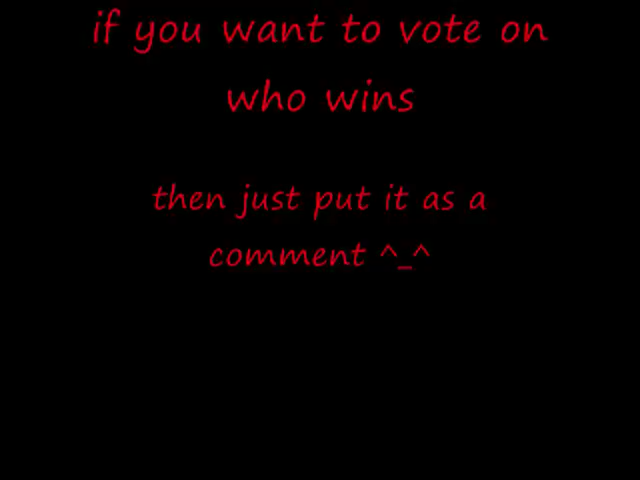 if you want to vote on
who wins
then just put it as a
comment ^_^